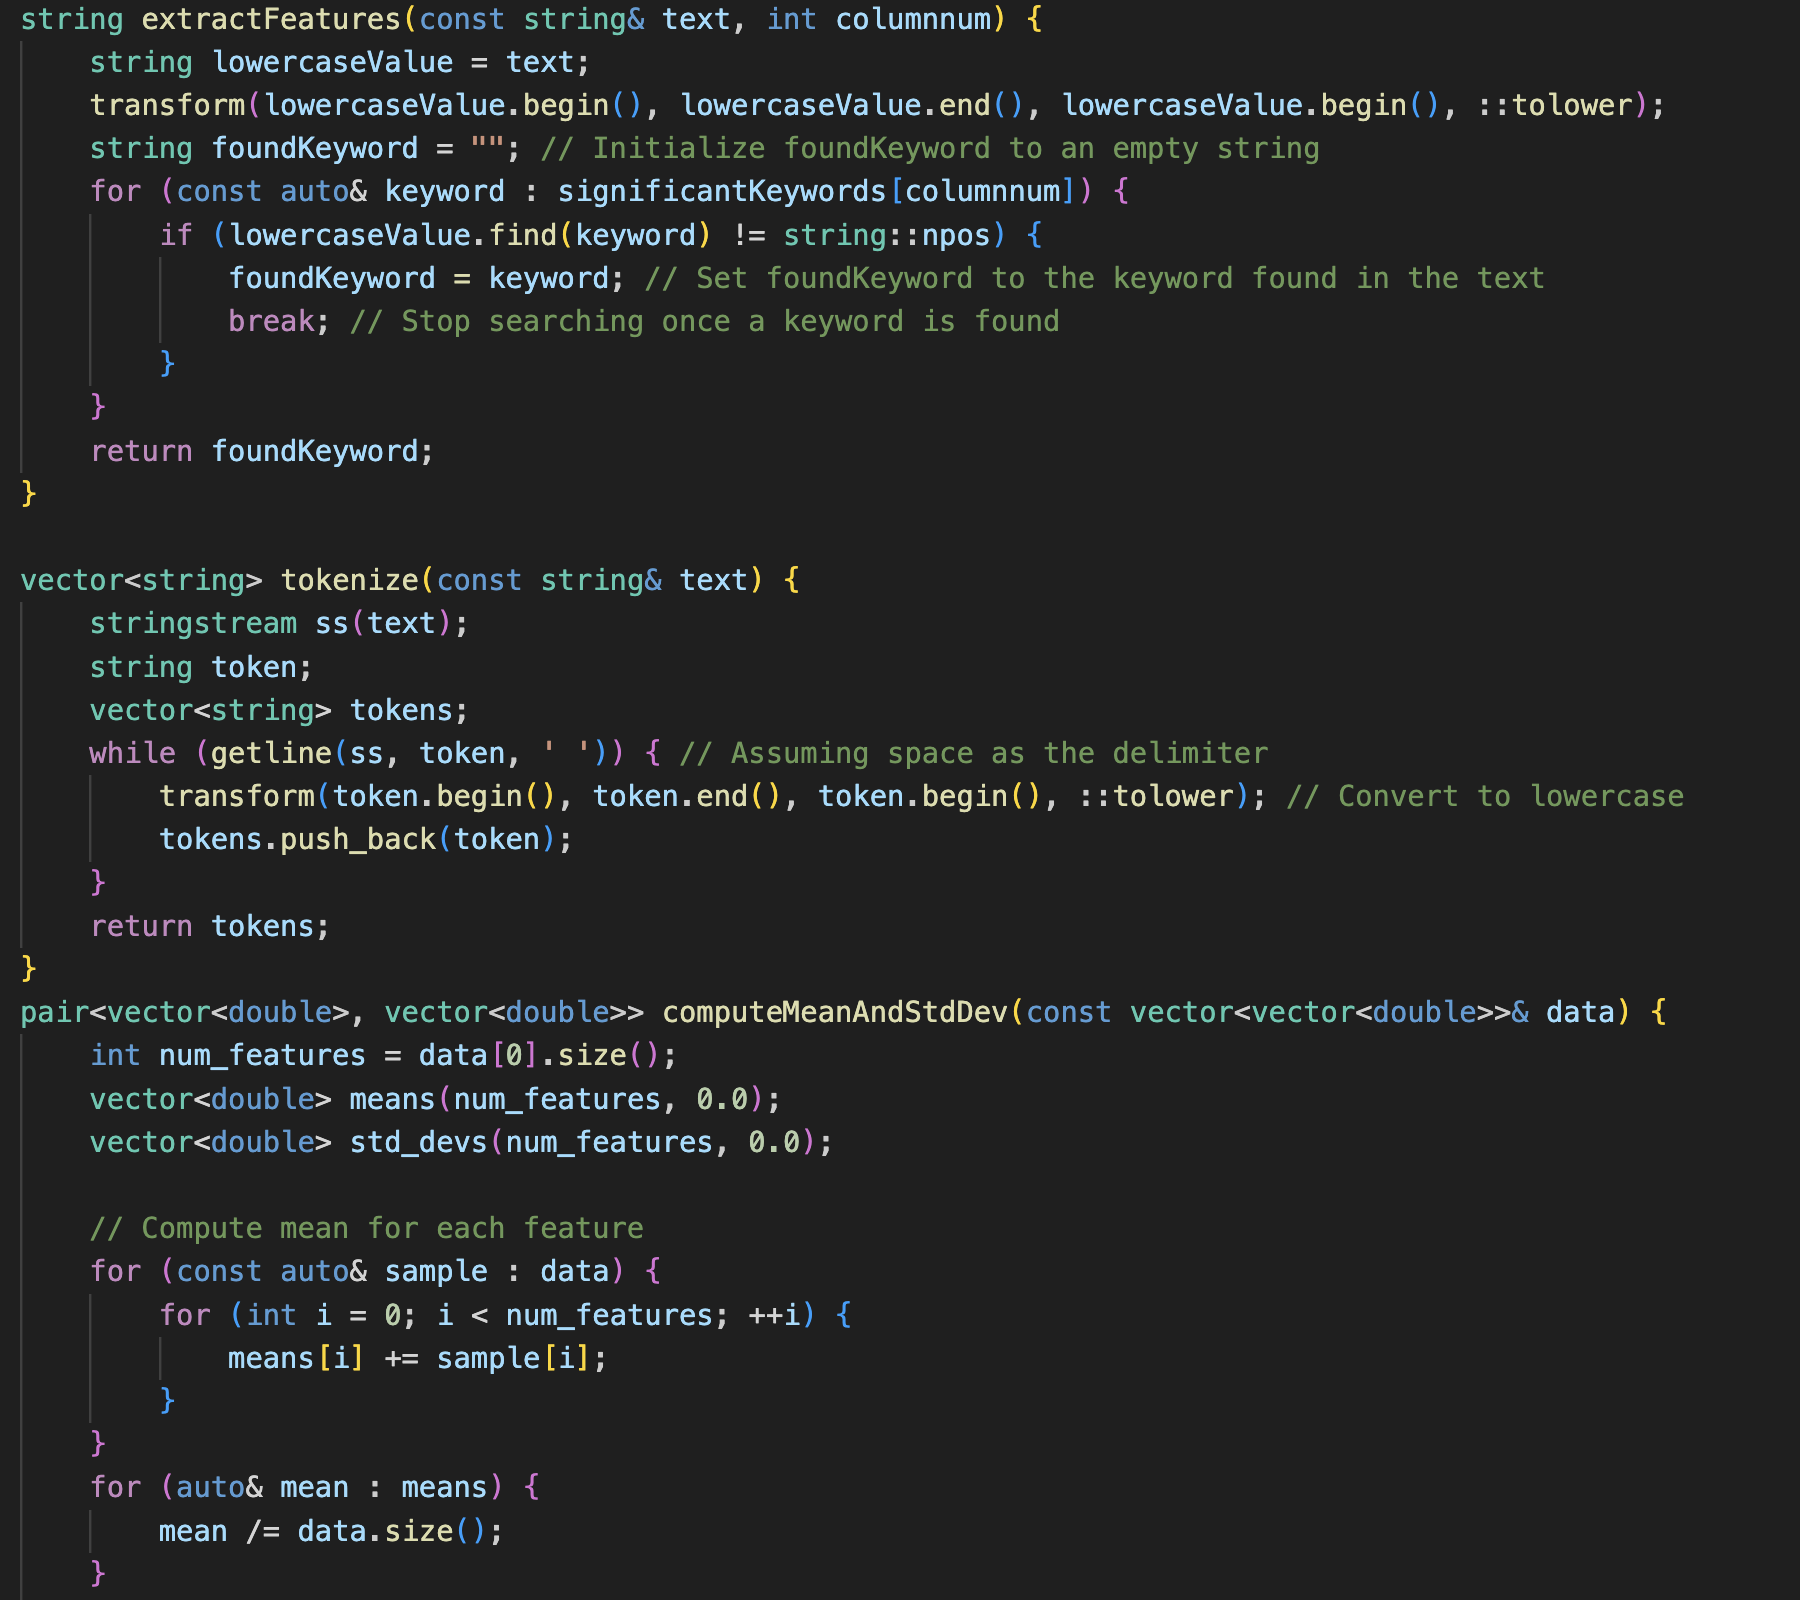 string extractFeatures(const string& text, int columnnum) {
    string lowercaseValue = text;
    transform(lowercaseValue.begin(), lowercaseValue.end(), lowercaseValue.begin(), ::tolower);
    string foundKeyword = ""; // Initialize foundKeyword to an empty string
    for (const auto& keyword : significantKeywords[columnnum]) {
        if (lowercaseValue.find(keyword) != string::npos) {
            foundKeyword = keyword; // Set foundKeyword to the keyword found in the text
            break; // Stop searching once a keyword is found
        }
    }
    return foundKeyword;
}

vector<string> tokenize(const string& text) {
    stringstream ss(text);
    string token;
    vector<string> tokens;
    while (getline(ss, token, ' ')) { // Assuming space as the delimiter
        transform(token.begin(), token.end(), token.begin(), ::tolower); // Convert to lowercase
        tokens.push_back(token);
    }
    return tokens;
}
pair<vector<double>, vector<double>> computeMeanAndStdDev(const vector<vector<double>>& data) {
    int num_features = data[0].size();
    vector<double> means(num_features, 0.0);
    vector<double> std_devs(num_features, 0.0);

    // Compute mean for each feature
    for (const auto& sample : data) {
        for (int i = 0; i < num_features; ++i) {
            means[i] += sample[i];
        }
    }
    for (auto& mean : means) {
        mean /= data.size();
    }